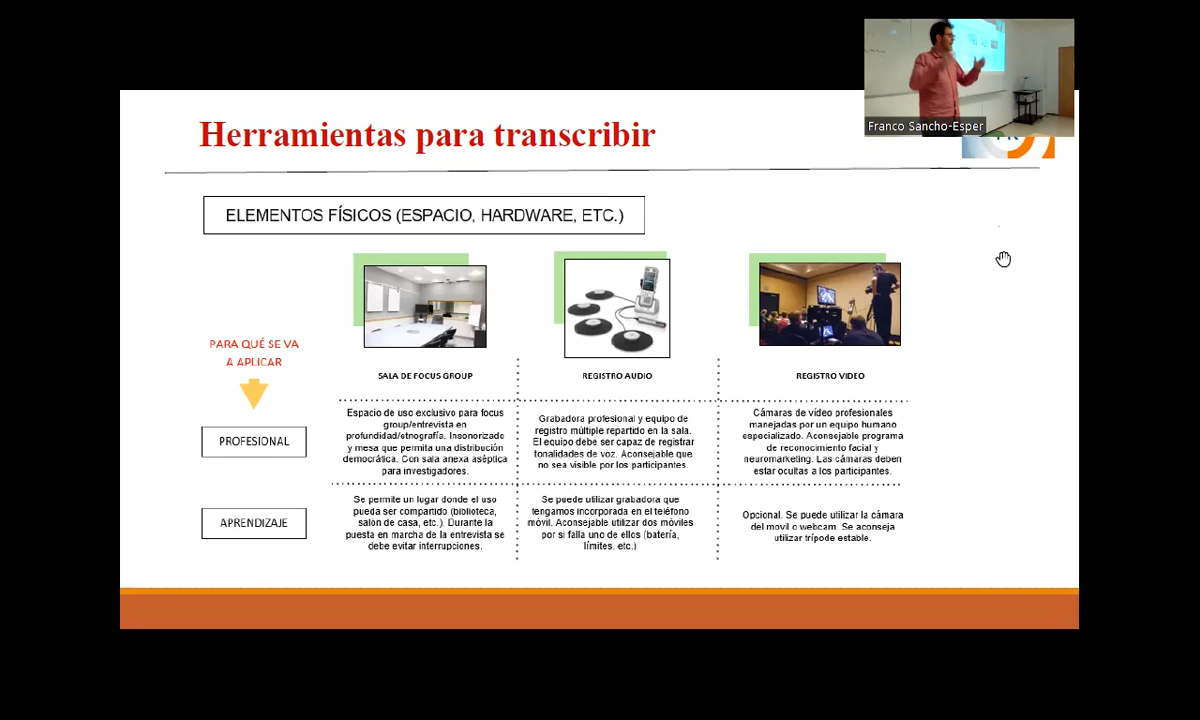 Franco Sancho-Esper
Herramientas para transcribir
ELEMENTOS FÍSICOS (ESPACIO, HARDWARE, ETC.)
PARA QUÉ SE VA
A APLICAR
SALA DE FOCUS GROUP
REGISTRO AUDIO
REGISTRO VIDEO
PROFESIONAL
Espacio de uso exclusivo para focus
group/entrevista en
profundidad/etnografía. Insonorizado
y mesa que permita una distribución
democrática. Con sala anexa aséptica
para investigadores.
Grabadora profesional y equipo de
registro múltiple repartido en la sala.
El equipo debe ser capaz de registrar
tonalidades de voz. Aconsejable que
no sea visible por los participantes.
Cámaras de vídeo profesionales
manejadas por un equipo humano
especializado. Aconsejable programa
de reconocimiento facial y
neuromarketing. Las cámaras deben
estar ocultas a los participantes.
APRENDIZAJE
Se permite un lugar donde el uso
pueda ser compartido (biblioteca,
salón de casa, etc.). Durante la
puesta en marcha de la entrevista se
debe evitar interrupciones.
Se puede utilizar grabadora que
tengamos incorporada en el teléfono
móvil. Aconsejable utilizar dos móviles
por si falla uno de ellos (batería,
límites, etc.)
Opcional. Se puede utilizar la cámara
del movil o webcam. Se aconseja
utilizar trípode estable.